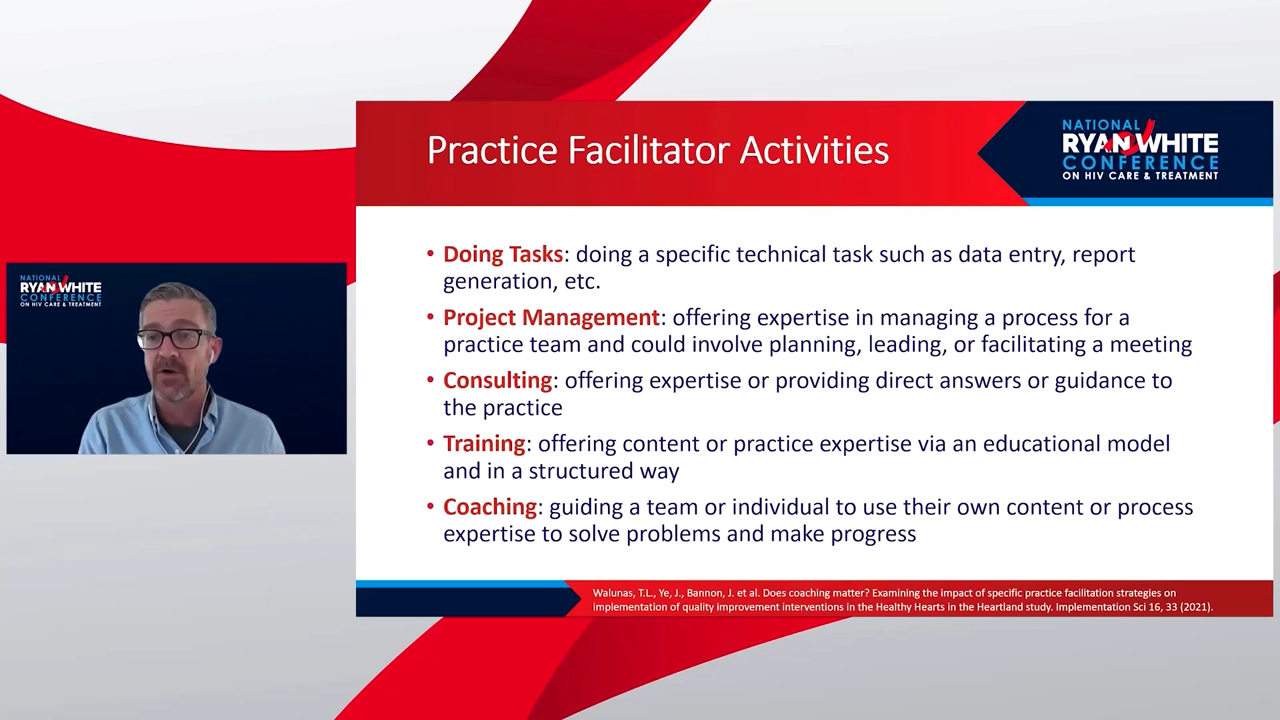 NATIONAL
RYAN WHITE
CONFERENCE
ON HIV CARE & TREATMENT
Practice Facilitator Activities
NATIONAL
RYAN WHITE
CONFERENCE
ON HIV CARE & TREATMENT
• Doing Tasks: doing a specific technical task such as data entry, report
generation, etc.
• Project Management: offering expertise in managing a process for a
practice team and could involve planning, leading, or facilitating a meeting
• Consulting: offering expertise or providing direct answers or guidance to
the practice
• Training: offering content or practice expertise via an educational model
and in a structured way
• Coaching: guiding a team or individual to use their own content or process
expertise to solve problems and make progress
Walunas, T.L., Ye, J., Bannon, J. et al. Does coaching matter? Examining the impact of specific practice facilitation strategies on
implementation of quality improvement interventions in the Healthy Hearts in the Heartland study. Implementation Sci 16, 33 (2021).